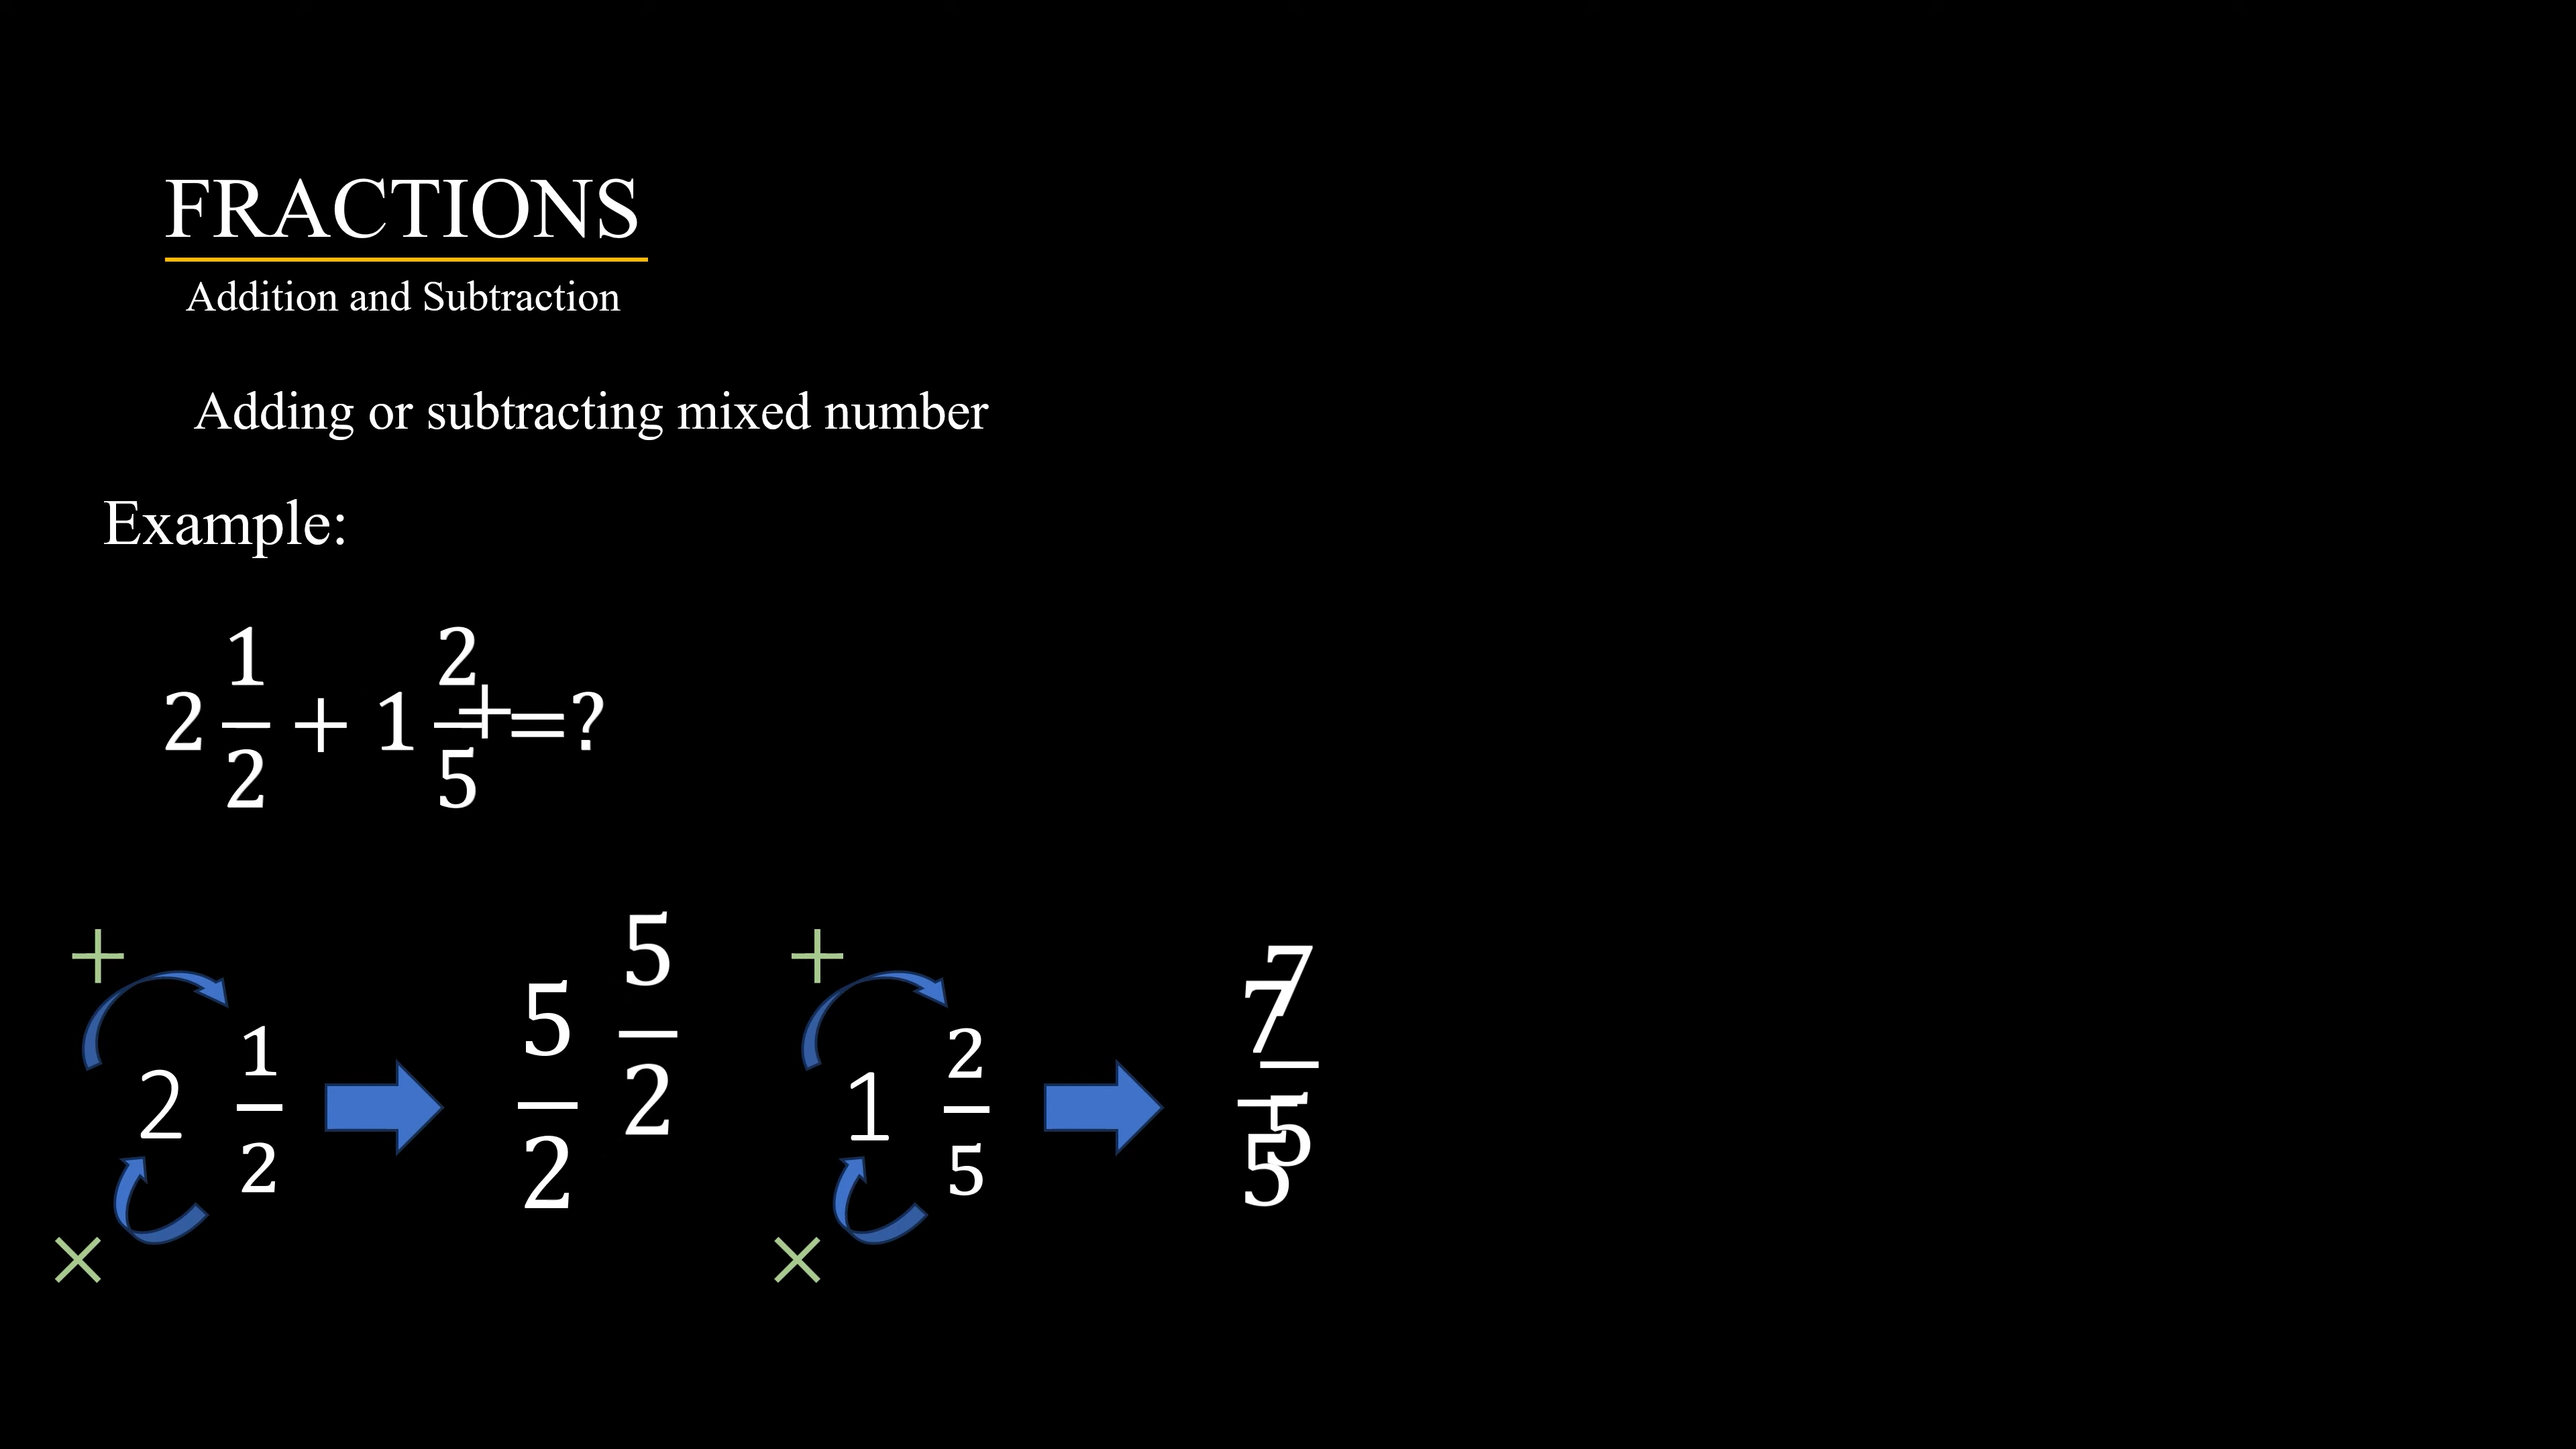 FRACTIONS
Addition and Subtraction
Adding or subtracting mixed number
Example:
2 1/2 + 1 2/5 + =?
+ × 2 1/2 5/2 5/2
+ × 1 2/5 7/5 7/5